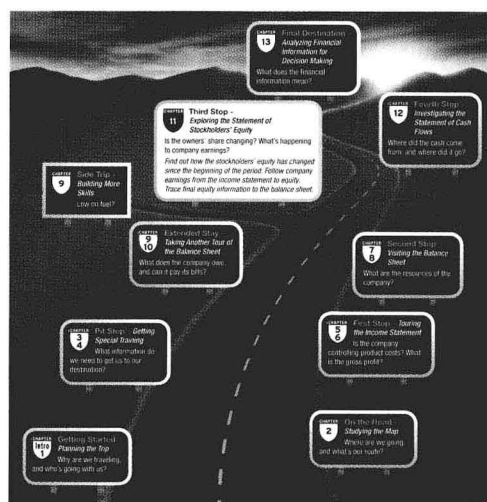 CHAPTER
13
Final Destination
Analyzing Financial
Information for
Decision Making
What does the financial
information mean?
CHAPTER
11
Third Stop -
Exploring the Statement of
Stockholders' Equity
Is the owners' share changing? What's happening
to company earnings?
Find out how the stockholders' equity has changed
since the beginning of the period. Follow company
earnings from the income statement to equity.
Trace final equity information to the balance sheet.
CHAPTER
12
Fourth Stop -
Investigating the
Statement of Cash
Flows
Where did the cash come
from, and where did it go?
CHAPTER
9
Side Trip -
Building More
Skills
Low on fuel?
CHAPTER
9
10
Extended Stay -
Taking Another Tour of
the Balance Sheet
What does the company owe,
and can it pay its bills?
CHAPTER
7
8
Second Stop -
Visiting the Balance
Sheet
What are the resources of the
company?
CHAPTER
3
4
Pit Stop - Getting
Special Training
What information do
we need to get us to our
destination?
CHAPTER
5
6
First Stop - Touring
the Income Statement
Is the company
controlling product costs? What
is the gross profit?
CHAPTER
2
On the Road -
Studying the Map
Where are we going,
and what's our route?
CHAPTER
Intro
1
Getting Started -
Planning the Trip
Why are we traveling,
and who's going with us?